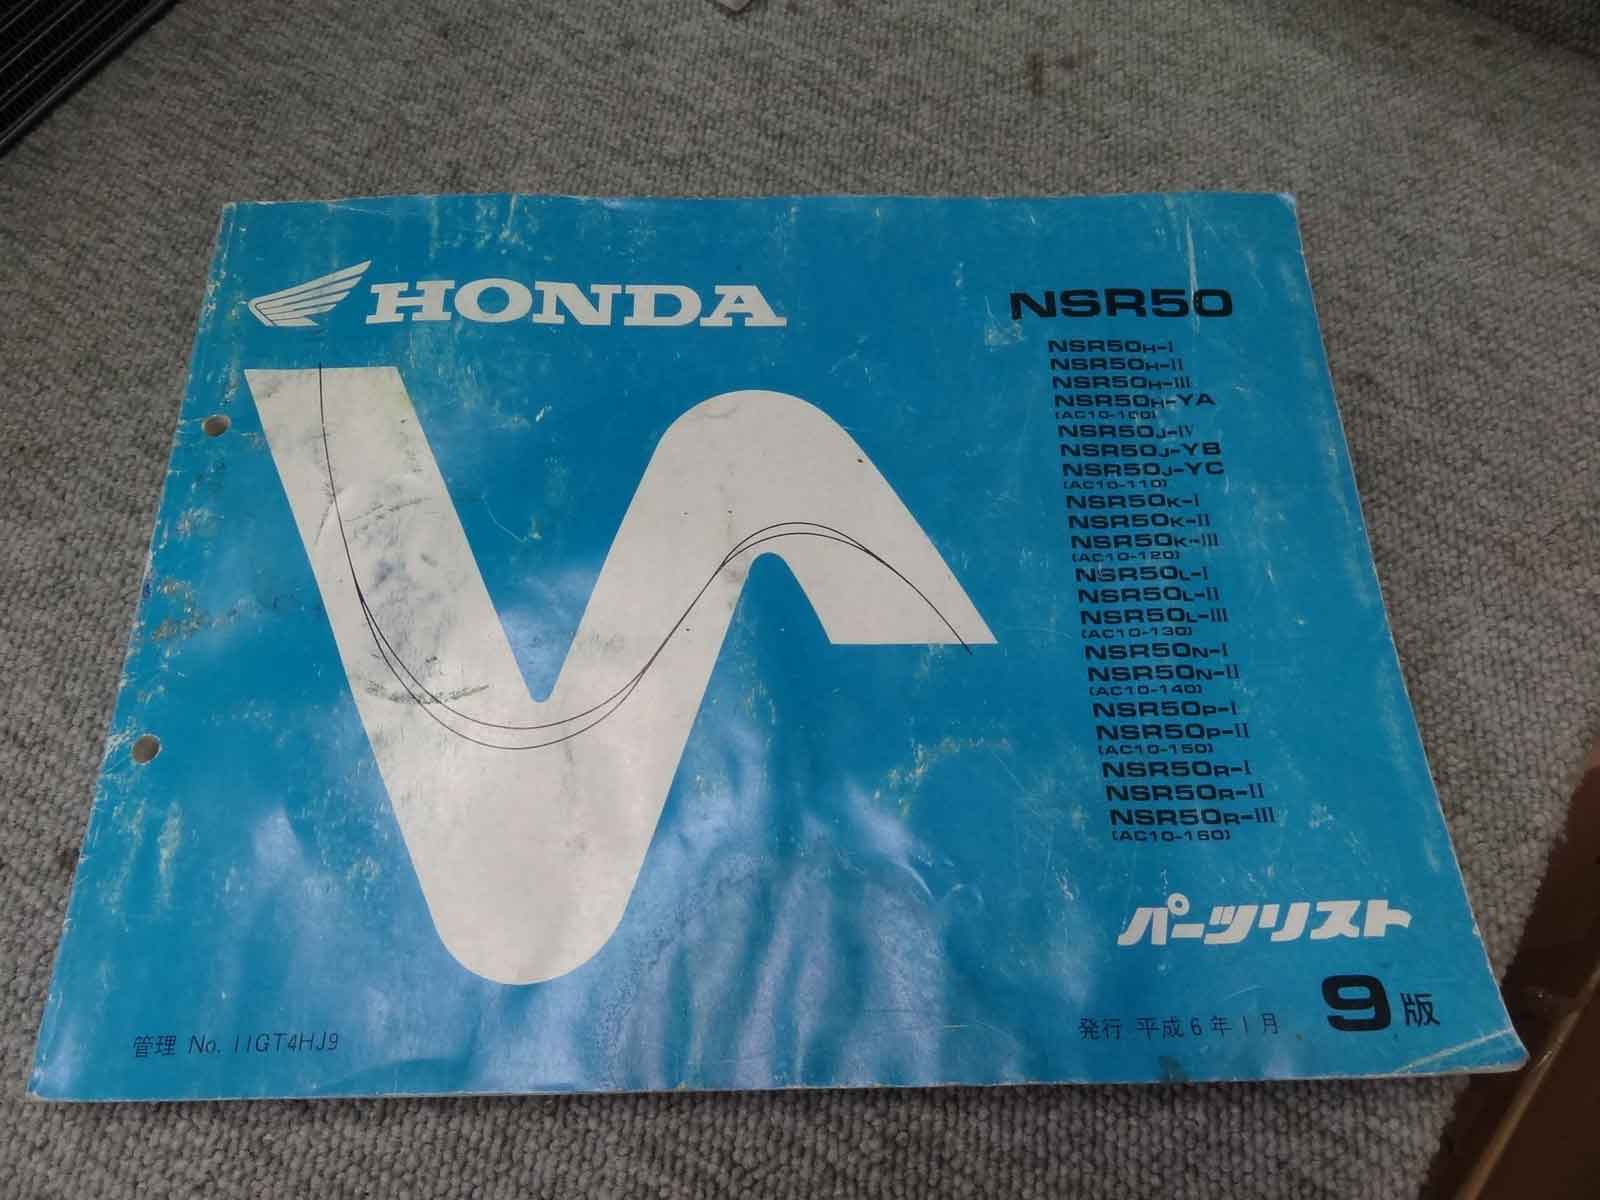 HONDA
NSR50
NSR50H-I
NSR50H-II
NSR50H-III
NSR50H-YA
(AC10-100)
NSR50J-IV
NSR50J-YB
NSR50J-YC
(AC10-110)
NSR50K-I
NSR50K-II
NSR50K-III
(AC10-120)
NSR50L-I
NSR50L-II
NSR50L-III
(AC10-130)
NSR50N-I
NSR50N-II
(AC10-140)
NSR50P-I
NSR50P-II
(AC10-150)
NSR50R-I
NSR50R-II
NSR50R-III
(AC10-160)
パーツリスト
9版
発行 平成6年1月
管理 No. 11GT4HJ9